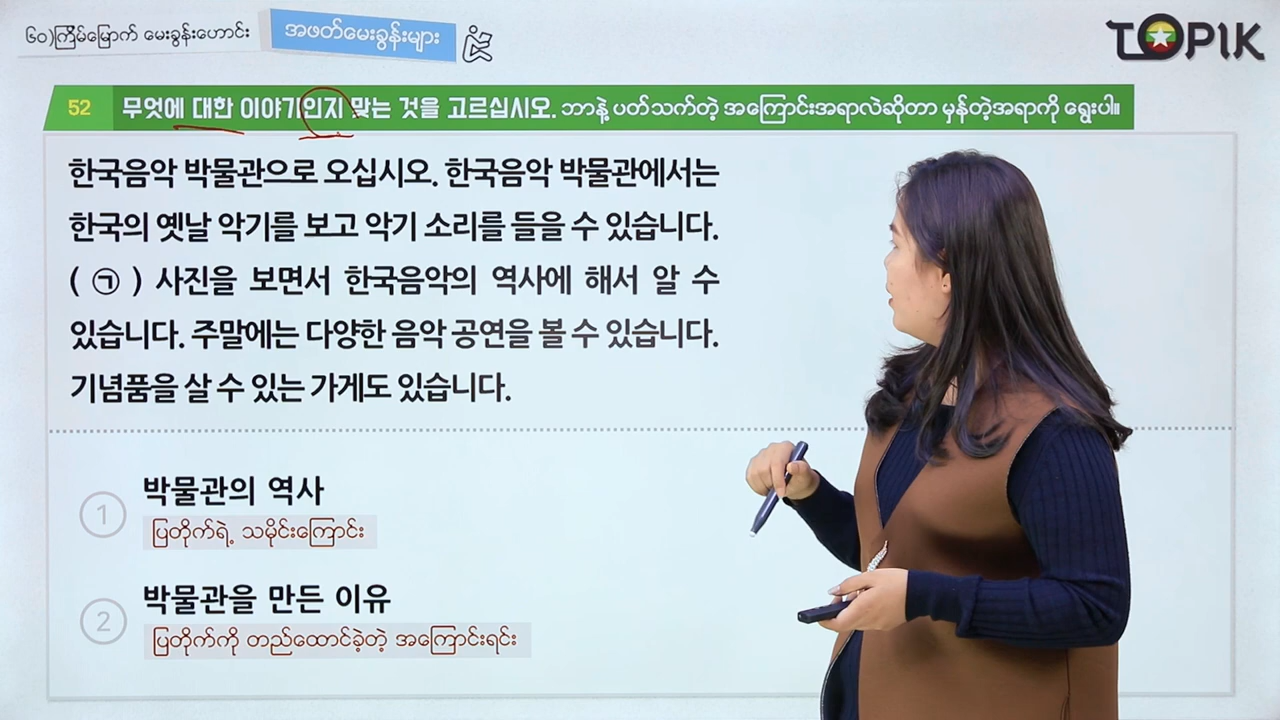 ၆၀)ကြိမ်မြောက် မေးခွန်းဟောင်း
အဖတ်မေးခွန်းများ
TOPIK
52 무엇에 대한 이야기인지 맞는 것을 고르십시오. ဘာနဲ့ ပတ်သက်တဲ့ အကြောင်းအရာလဲဆိုတာ မှန်တဲ့အရာကို ရွေးပါ။
한국음악 박물관으로 오십시오. 한국음악 박물관에서는
한국의 옛날 악기를 보고 악기 소리를 들을 수 있습니다.
( ㉠ ) 사진을 보면서 한국음악의 역사에 해서 알 수
있습니다. 주말에는 다양한 음악 공연을 볼 수 있습니다.
기념품을 살 수 있는 가게도 있습니다.
1 박물관의 역사
ပြတိုက်ရဲ့ သမိုင်းကြောင်း
2 박물관을 만든 이유
ပြတိုက်ကို တည်ထောင်ခဲ့တဲ့ အကြောင်းရင်း